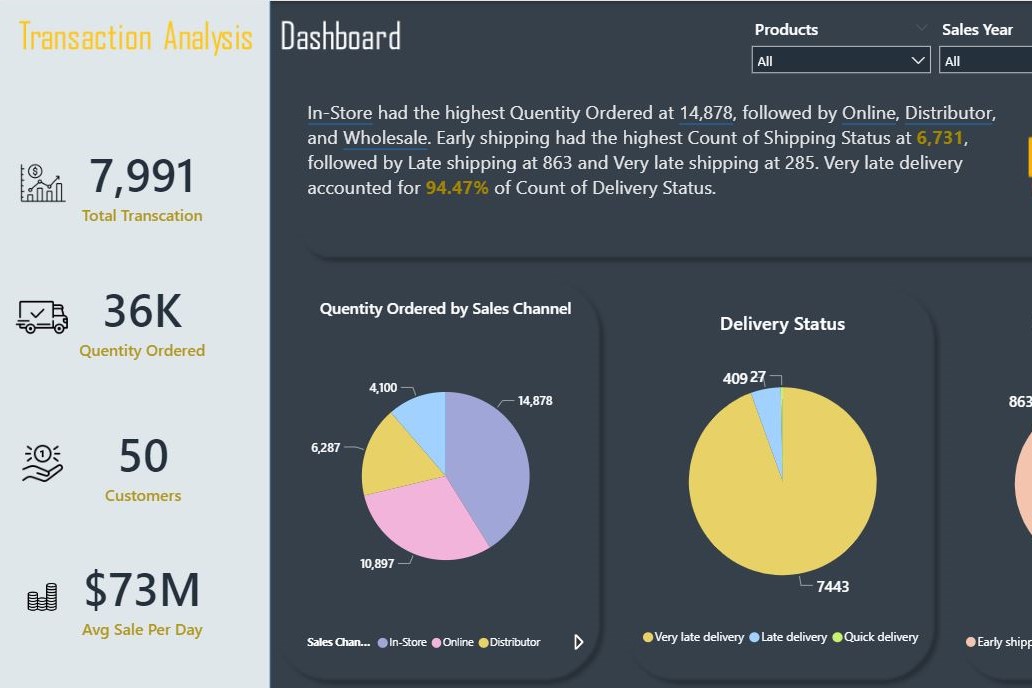 Transaction Analysis Dashboard
Products
Sales Year
All
All
In-Store had the highest Quantity Ordered at 14,878, followed by Online, Distributor,
and Wholesale. Early shipping had the highest Count of Shipping Status at 6,731,
followed by Late shipping at 863 and Very late shipping at 285. Very late delivery
accounted for 94.47% of Count of Delivery Status.
$
7,991
Total Transcation
36K
Quantity Ordered
1
50
Customers
$73M
Avg Sale Per Day
Quantity Ordered by Sales Channel
4,100
14,878
6,287
10,897
Sales Chan... In-Store Online Distributor
Delivery Status
409 27
7443
Very late delivery Late delivery Quick delivery
863
Early shipp